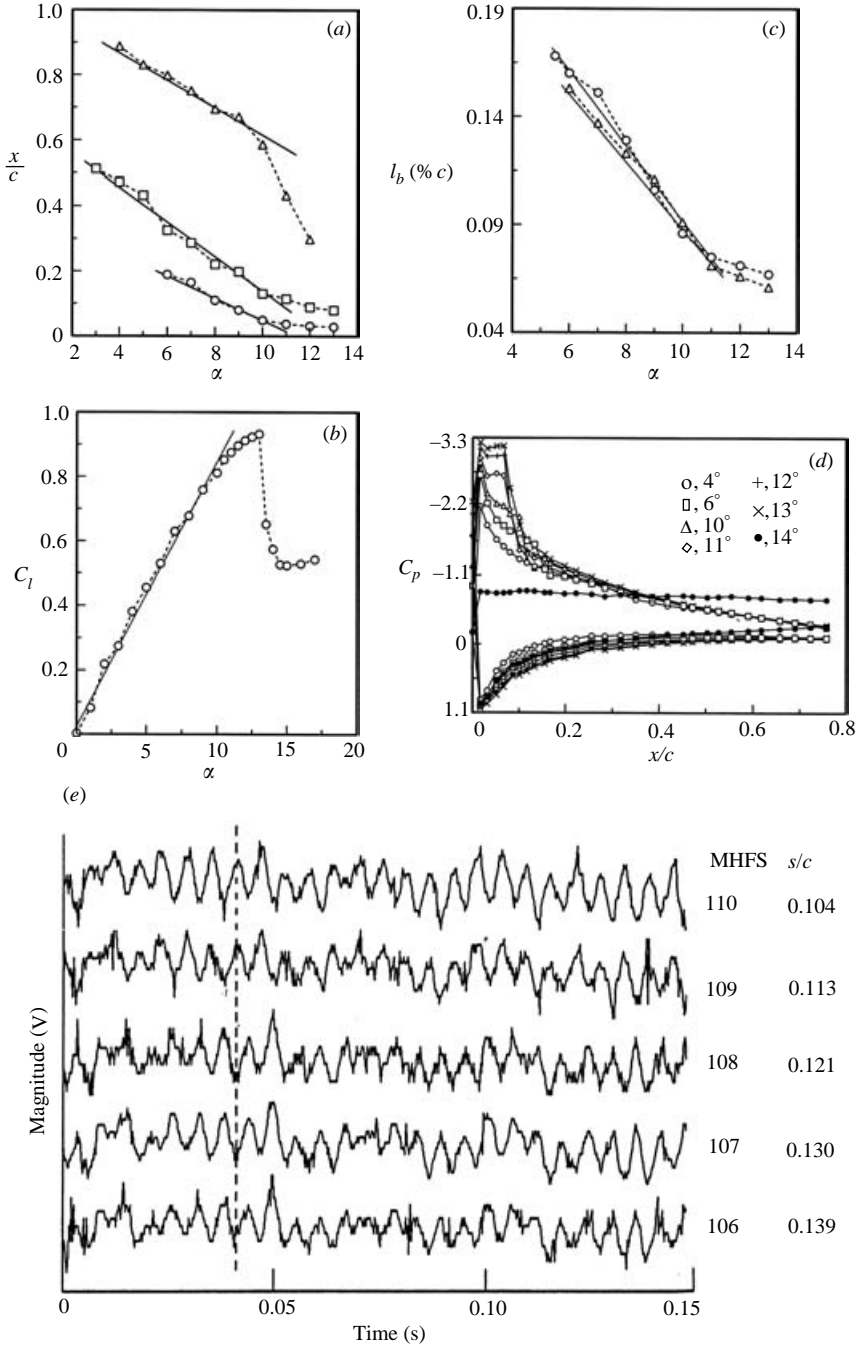 1.0
(a)
0.8
0.6
x
c
0.4
0.2
0
2 4 6 8 10 12 14
α
0.19
(c)
0.14
l_b (% c)
0.09
0.04
4 6 8 10 12 14
α
1.0
(b)
0.8
0.6
C_l
0.4
0.2
0 5 10 15 20
α
−3.3
(d)
○, 4° +, 12°
□, 6° ×, 13°
△, 10° ●, 14°
◇, 11°
−2.2
C_p
−1.1
0
1.1
0 0.2 0.4 0.6 0.8
x/c
(e)
MHFS s/c
110 0.104
109 0.113
108 0.121
107 0.130
106 0.139
Magnitude (V)
0 0.05 0.10 0.15
Time (s)